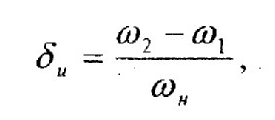 δ_и = (ω_2 − ω_1) / ω_н ,